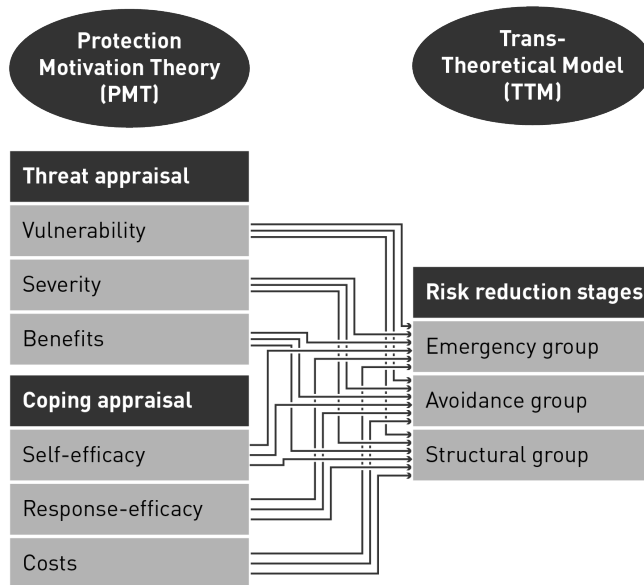 Protection
Motivation Theory
(PMT)
Trans-
Theoretical Model
(TTM)
Threat appraisal
Vulnerability
Severity
Benefits
Coping appraisal
Self-efficacy
Response-efficacy
Costs
Risk reduction stages
Emergency group
Avoidance group
Structural group